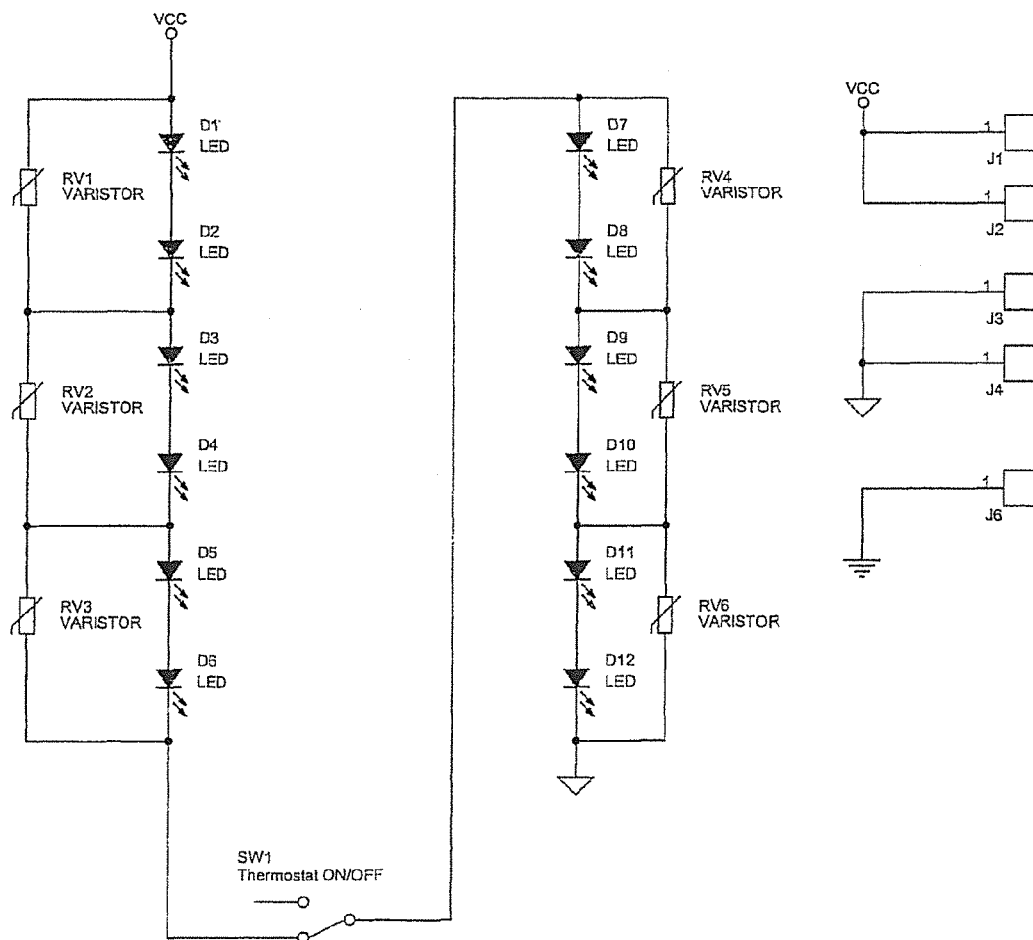 VCC
D1
LED
RV1
VARISTOR
D2
LED
D3
LED
RV2
VARISTOR
D4
LED
D5
LED
RV3
VARISTOR
D6
LED
SW1
Thermostat ON/OFF
D7
LED
RV4
VARISTOR
D8
LED
D9
LED
RV5
VARISTOR
D10
LED
D11
LED
RV6
VARISTOR
D12
LED
VCC
1
J1
1
J2
1
J3
1
J4
1
J6